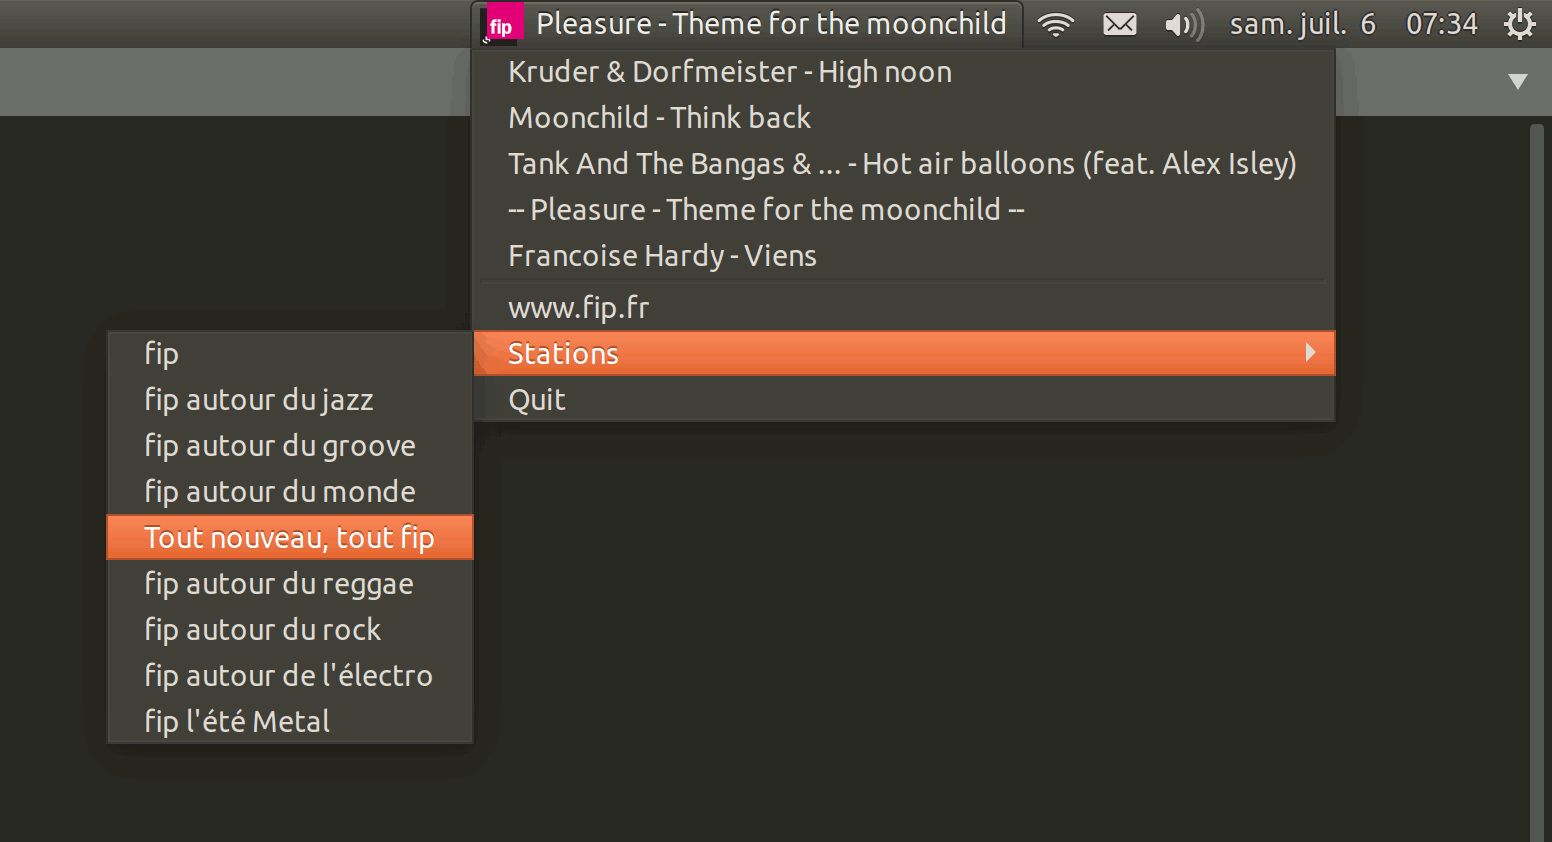 fip Pleasure - Theme for the moonchild sam. juil. 6 07:34
Kruder & Dorfmeister - High noon
Moonchild - Think back
Tank And The Bangas & ... - Hot air balloons (feat. Alex Isley)
-- Pleasure - Theme for the moonchild --
Francoise Hardy - Viens
www.fip.fr
Stations
Quit
fip
fip autour du jazz
fip autour du groove
fip autour du monde
Tout nouveau, tout fip
fip autour du reggae
fip autour du rock
fip autour de l'électro
fip l'été Metal